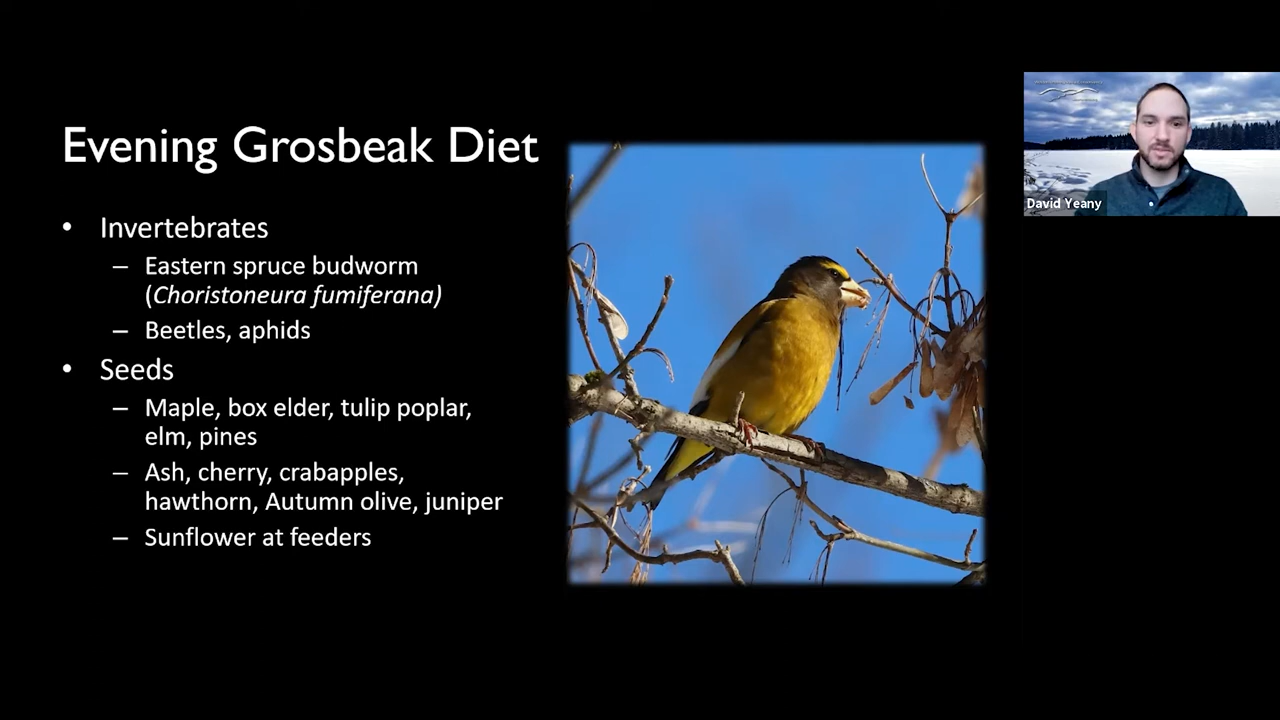 Evening Grosbeak Diet
• Invertebrates
– Eastern spruce budworm
(Choristoneura fumiferana)
– Beetles, aphids
• Seeds
– Maple, box elder, tulip poplar,
elm, pines
– Ash, cherry, crabapples,
hawthorn, Autumn olive, juniper
– Sunflower at feeders
David Yeany